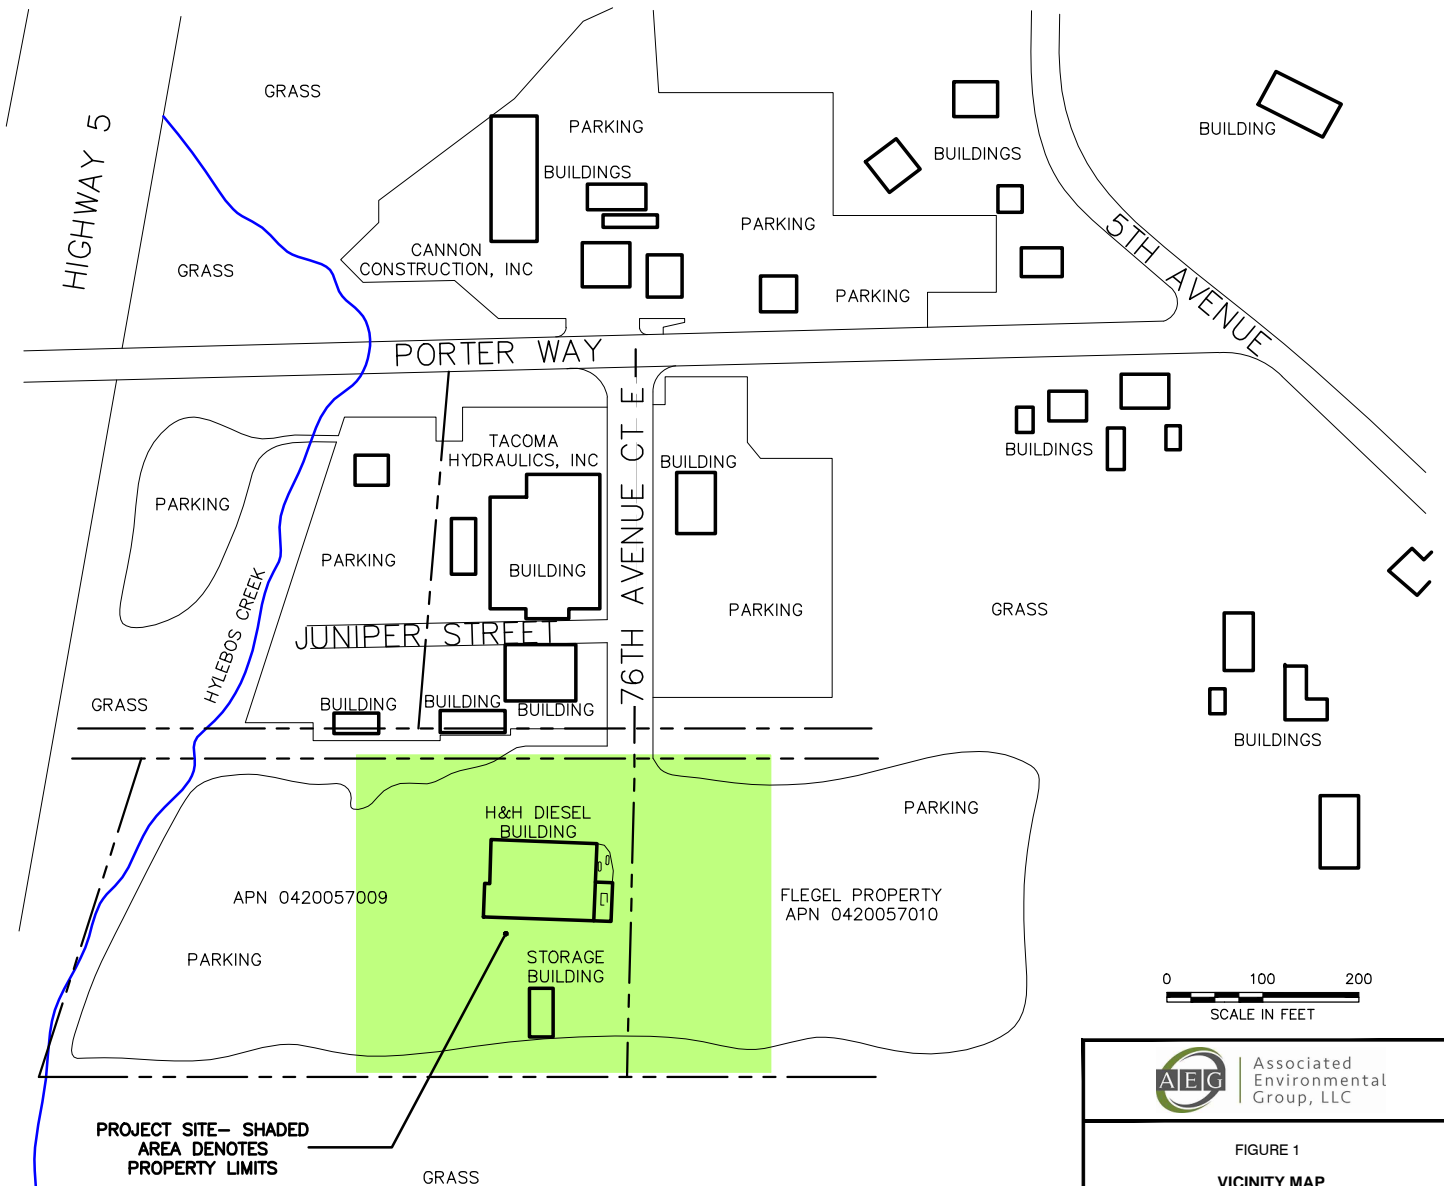 GRASS
HIGHWAY 5
PARKING
BUILDINGS
BUILDING
BUILDINGS
PARKING
5TH AVENUE
CANNON
CONSTRUCTION, INC
GRASS
PARKING
PORTER WAY
76TH AVENUE CT E
TACOMA
HYDRAULICS, INC
BUILDING
BUILDINGS
PARKING
PARKING
BUILDING
HYLEBOS CREEK
PARKING
GRASS
JUNIPER STREET
GRASS
BUILDING
BUILDING
BUILDING
BUILDINGS
H&H DIESEL
BUILDING
PARKING
APN 0420057009
FLEGEL PROPERTY
APN 0420057010
PARKING
STORAGE
BUILDING
0 100 200
SCALE IN FEET
AEG
Associated
Environmental
Group, LLC
PROJECT SITE- SHADED
AREA DENOTES
PROPERTY LIMITS
GRASS
FIGURE 1
VICINITY MAP